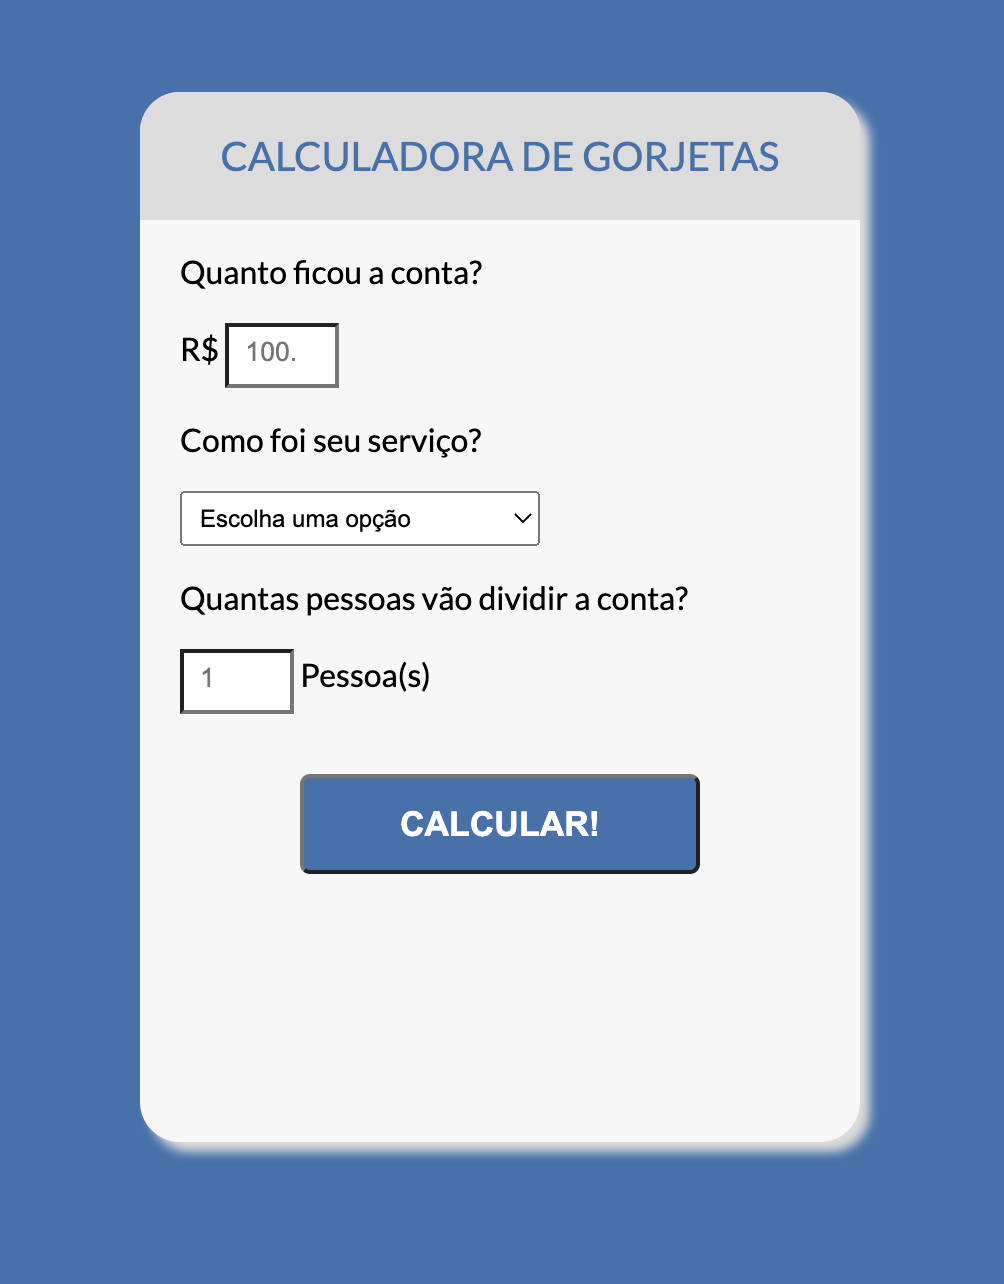 CALCULADORA DE GORJETAS
Quanto ficou a conta?
R$ 100.
Como foi seu serviço?
Escolha uma opção
Quantas pessoas vão dividir a conta?
1 Pessoa(s)
CALCULAR!